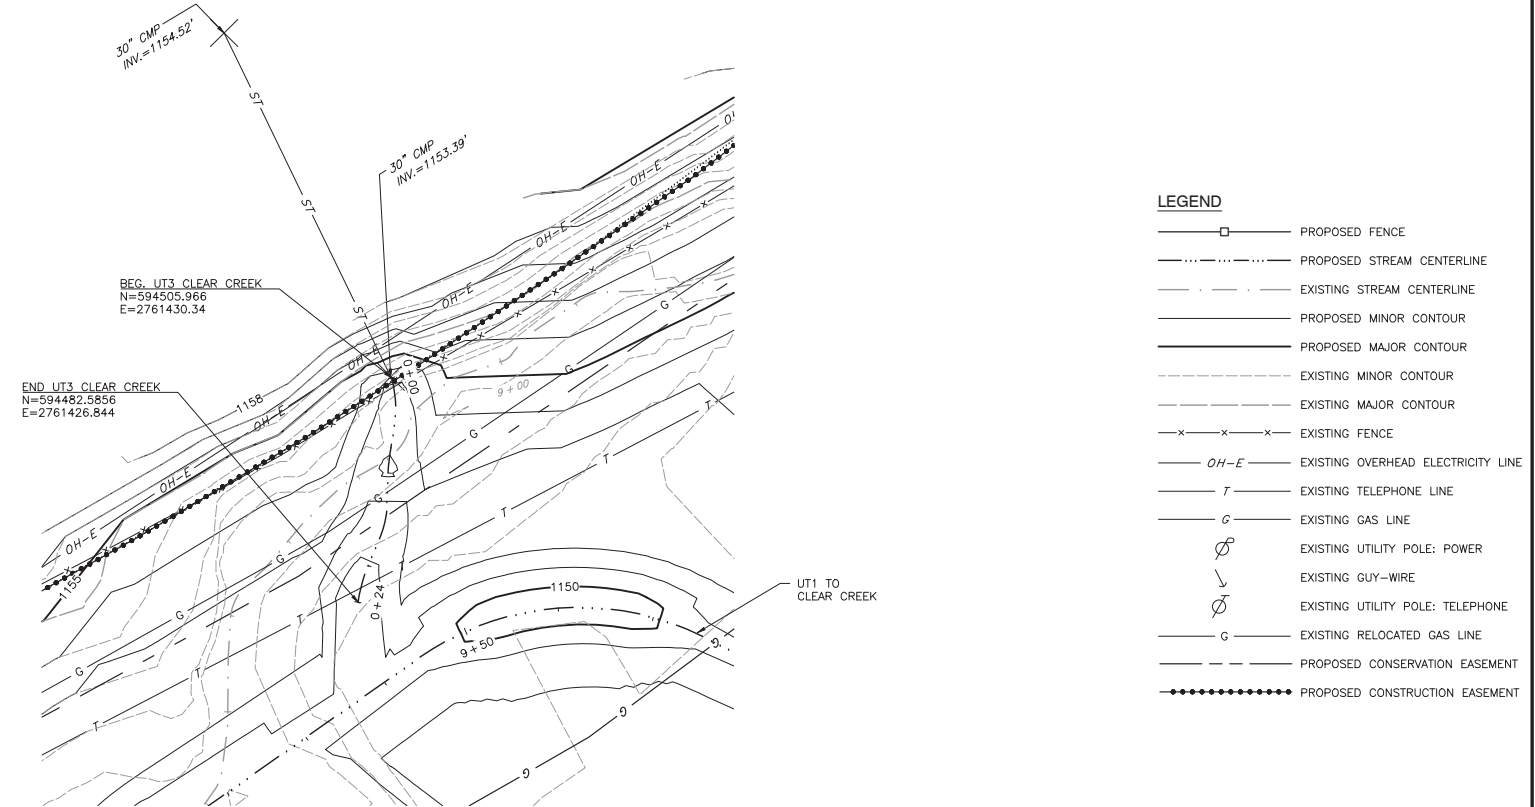 30" CMP
INV.=1154.52'
ST
30" CMP
INV.=1153.39'
OH-E
ST
OH-E
BEG. UT3 CLEAR CREEK
N=594505.966
E=2761430.34
OH-E
G
ST
OH-E
0+00
G
9+00
END UT3 CLEAR CREEK
N=594482.5856
E=2761426.844
1158
OH-E
T
G
T
OH-E
G
T
OH-E
G
T
1155
1150
UT1 TO
CLEAR CREEK
0+24
G
T
9+50
G
G
T
G
T
G
LEGEND
PROPOSED FENCE
PROPOSED STREAM CENTERLINE
EXISTING STREAM CENTERLINE
PROPOSED MINOR CONTOUR
PROPOSED MAJOR CONTOUR
EXISTING MINOR CONTOUR
EXISTING MAJOR CONTOUR
EXISTING FENCE
OH-E EXISTING OVERHEAD ELECTRICITY LINE
T EXISTING TELEPHONE LINE
G EXISTING GAS LINE
EXISTING UTILITY POLE: POWER
EXISTING GUY-WIRE
EXISTING UTILITY POLE: TELEPHONE
G EXISTING RELOCATED GAS LINE
PROPOSED CONSERVATION EASEMENT
PROPOSED CONSTRUCTION EASEMENT